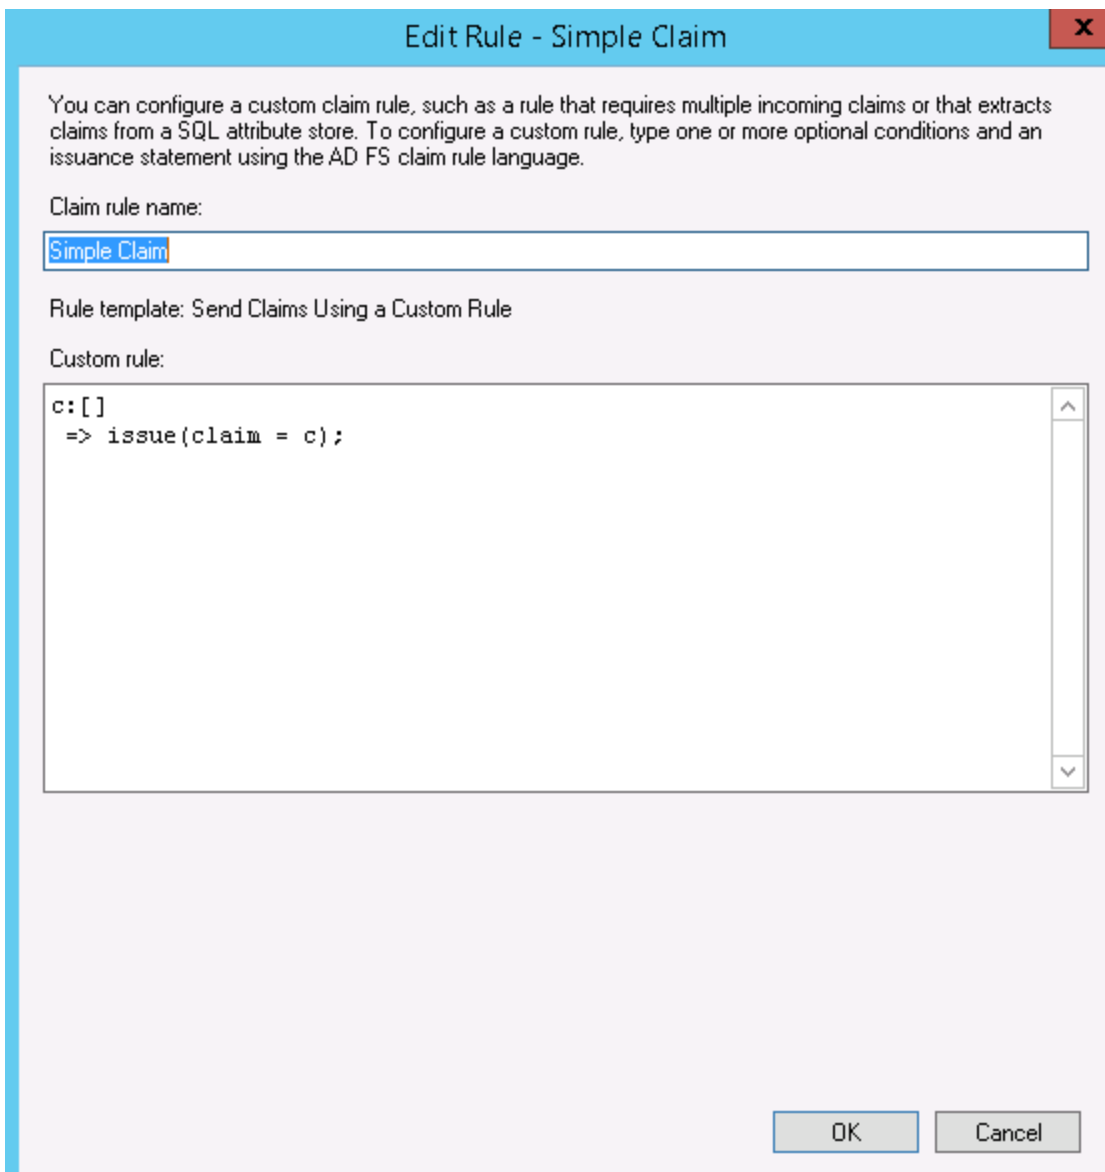 Edit Rule - Simple Claim
x
You can configure a custom claim rule, such as a rule that requires multiple incoming claims or that extracts
claims from a SQL attribute store. To configure a custom rule, type one or more optional conditions and an
issuance statement using the AD FS claim rule language.
Claim rule name:
Simple Claim
Rule template: Send Claims Using a Custom Rule
Custom rule:
c:[]
 => issue(claim = c);
OK
Cancel